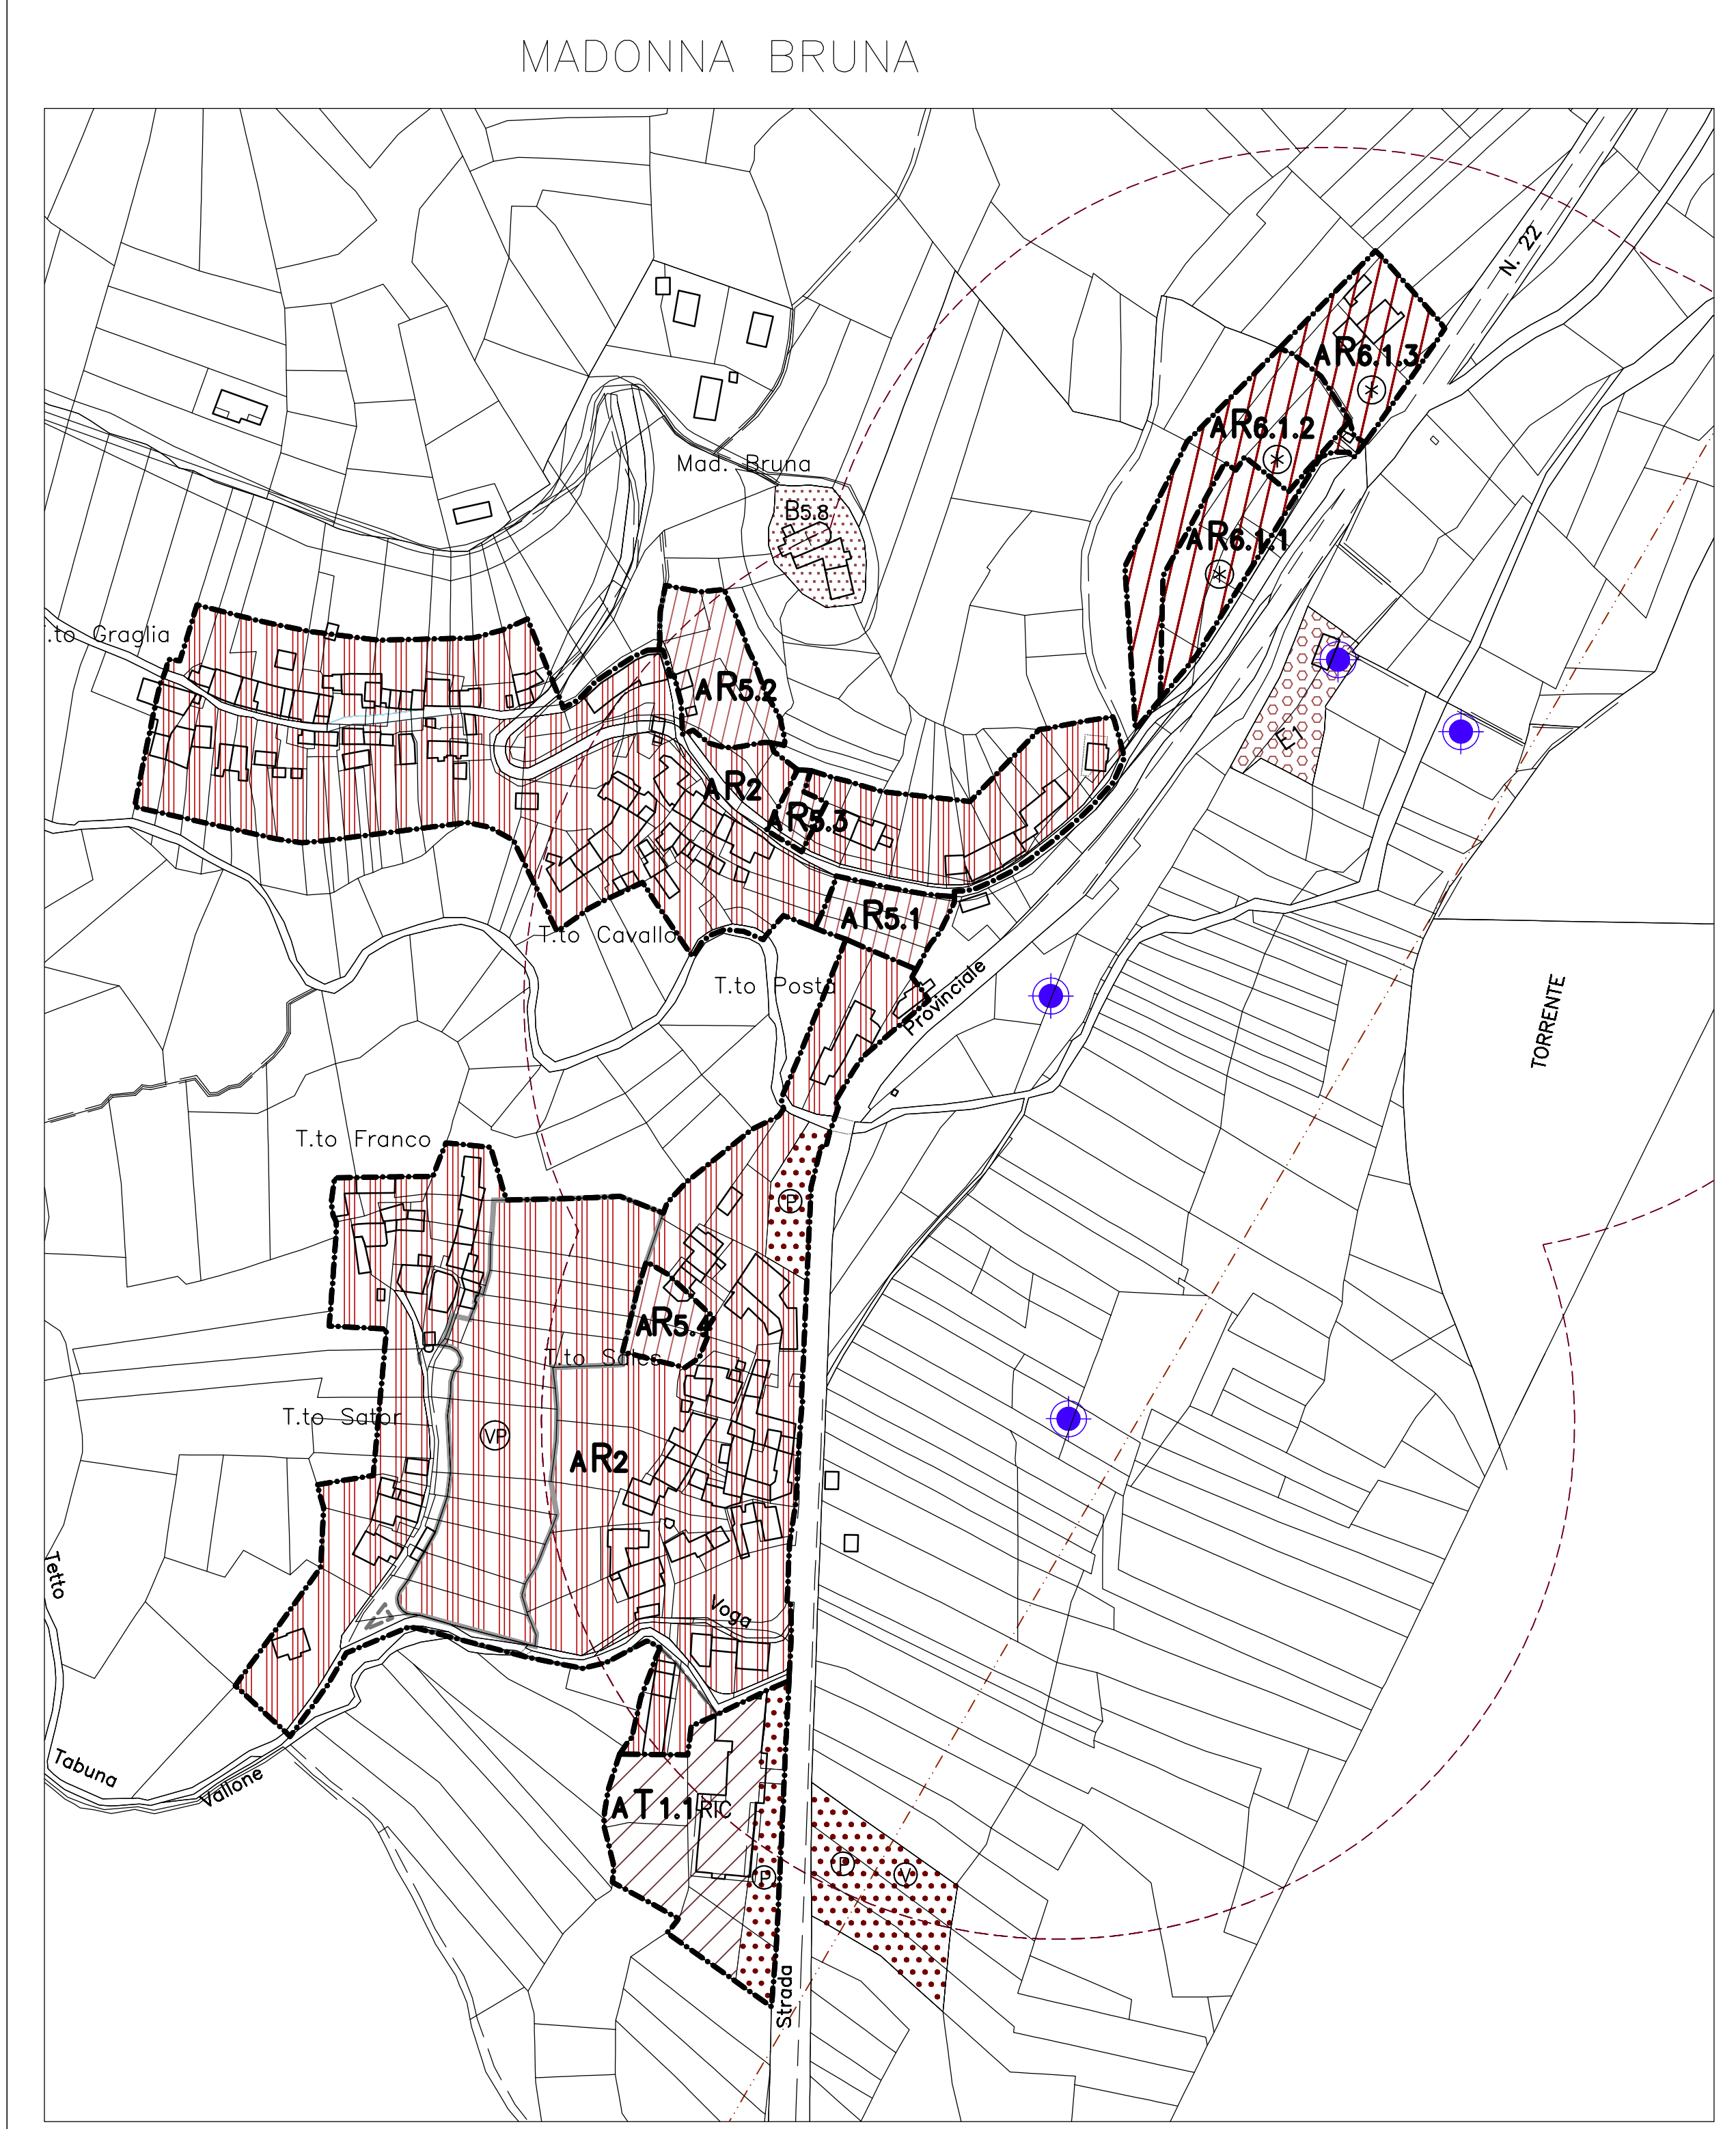 MADONNA BRUNA
N. 22
AR6.1.3
AR6.1.2
Mad. Bruna
B5.8
AR6.1.1
.to Graglia
AR5.2
E1
AR2
AR5.3
AR5.1
T.to Cavallo
T.to Posta
Provinciale
TORRENTE
T.to Franco
P
AR5.4
T.to Sales
T.to Sator
VP
AR2
Tetto
Voga
Tabuna
Vallone
AT1.1
RIC
P
P
V
Strada